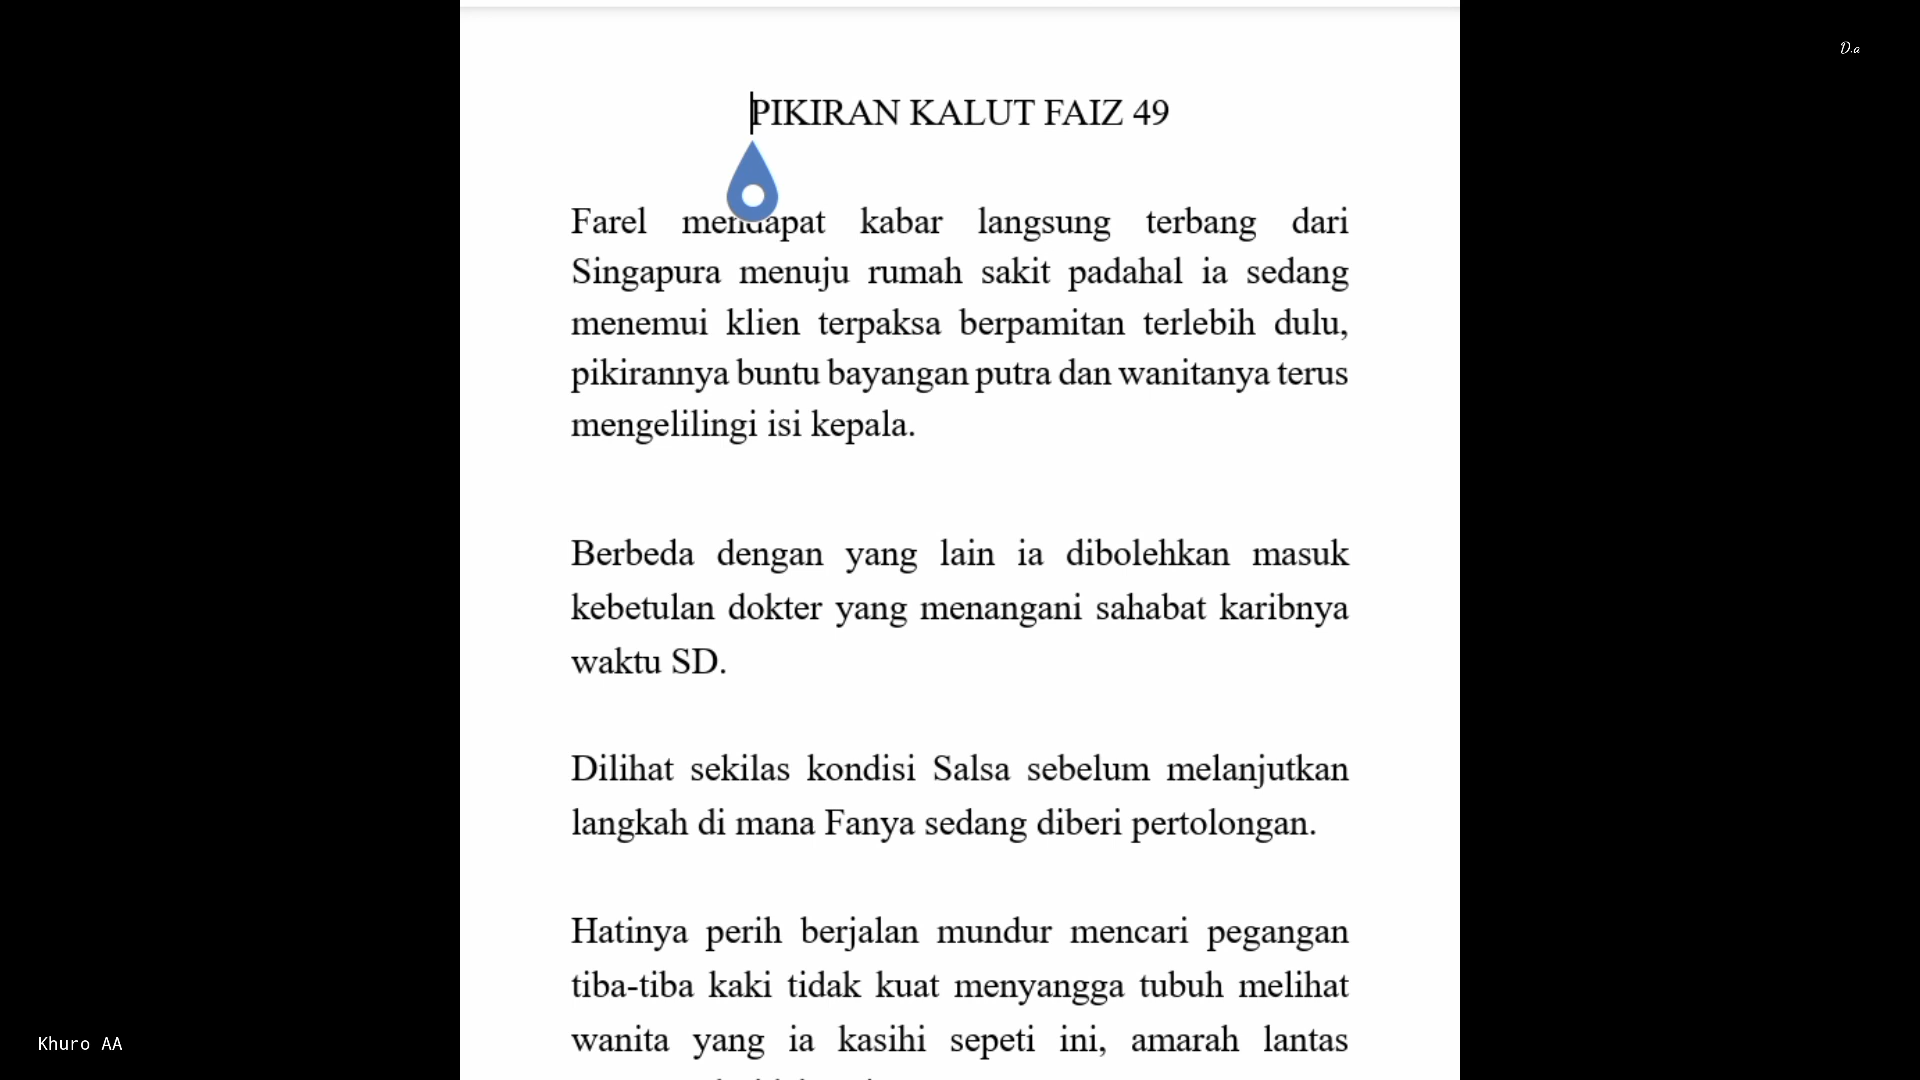 D.a
PIKIRAN KALUT FAIZ 49
Farel mendapat kabar langsung terbang dari
Singapura menuju rumah sakit padahal ia sedang
menemui klien terpaksa berpamitan terlebih dulu,
pikirannya buntu bayangan putra dan wanitanya terus
mengelilingi isi kepala.
Berbeda dengan yang lain ia dibolehkan masuk
kebetulan dokter yang menangani sahabat karibnya
waktu SD.
Dilihat sekilas kondisi Salsa sebelum melanjutkan
langkah di mana Fanya sedang diberi pertolongan.
Hatinya perih berjalan mundur mencari pegangan
tiba-tiba kaki tidak kuat menyangga tubuh melihat
wanita yang ia kasihi sepeti ini, amarah lantas
Khuro AA